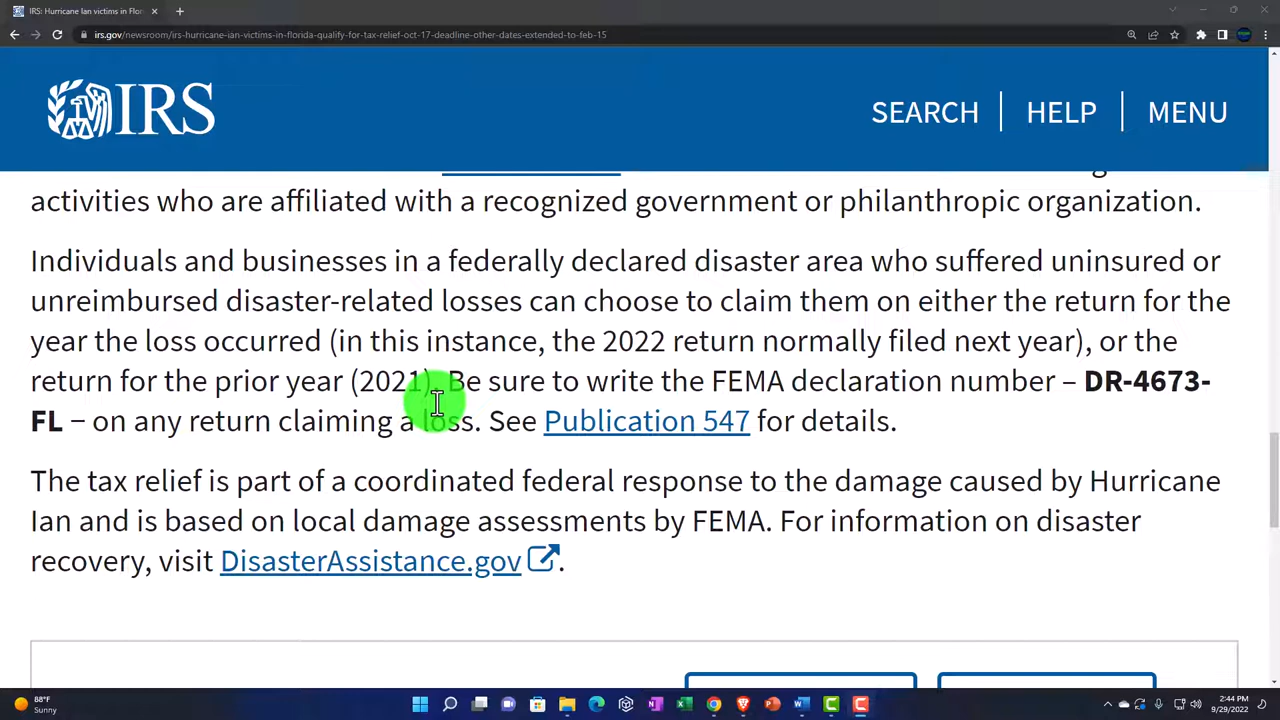 IRS: Hurricane Ian victims in Flo
irs.gov/newsroom/irs-hurricane-ian-victims-in-florida-qualify-for-tax-relief-oct-17-deadline-other-dates-extended-to-feb-15
IRS
SEARCH
HELP
MENU
activities who are affiliated with a recognized government or philanthropic organization.
Individuals and businesses in a federally declared disaster area who suffered uninsured or
unreimbursed disaster-related losses can choose to claim them on either the return for the
year the loss occurred (in this instance, the 2022 return normally filed next year), or the
return for the prior year (2021). Be sure to write the FEMA declaration number – DR-4673-
FL − on any return claiming a loss. See Publication 547 for details.
The tax relief is part of a coordinated federal response to the damage caused by Hurricane
Ian and is based on local damage assessments by FEMA. For information on disaster
recovery, visit DisasterAssistance.gov.
88°F
Sunny
2:44 PM
9/29/2022